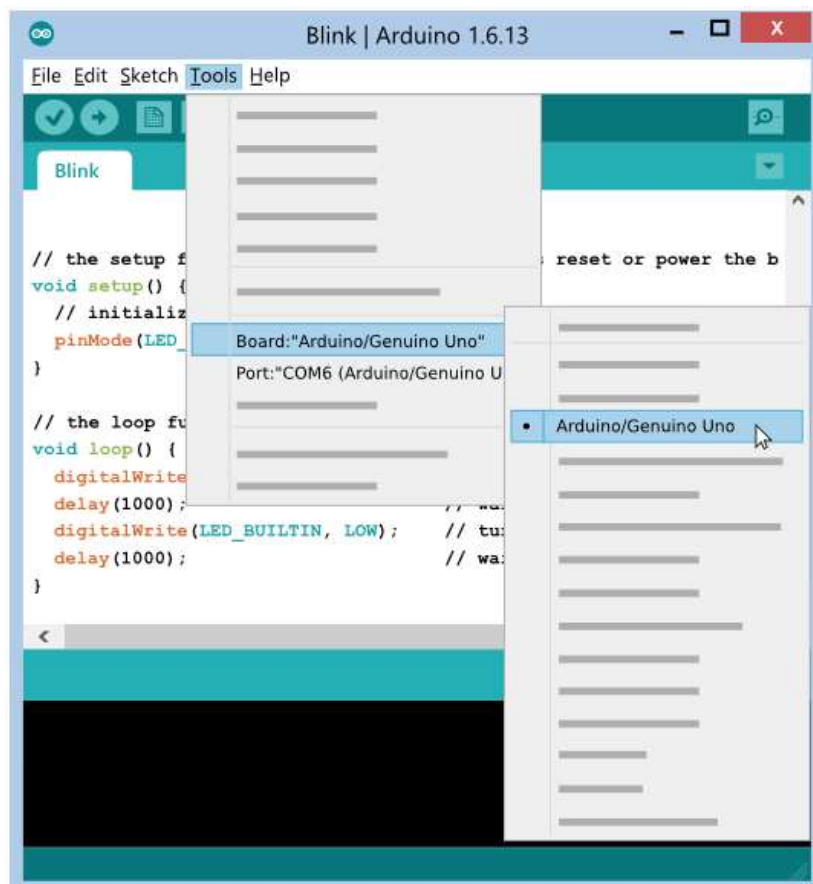 Blink | Arduino 1.6.13
X
File Edit Sketch Tools Help
Blink
// the setup f
reset or power the b
void setup() {
// initializ
pinMode(LED_
}
Board:"Arduino/Genuino Uno"
Port:"COM6 (Arduino/Genuino U
// the loop fu
void loop() {
Arduino/Genuino Uno
digitalWrite
delay(1000);
digitalWrite(LED_BUILTIN, LOW); // tu
delay(1000); // wa
}